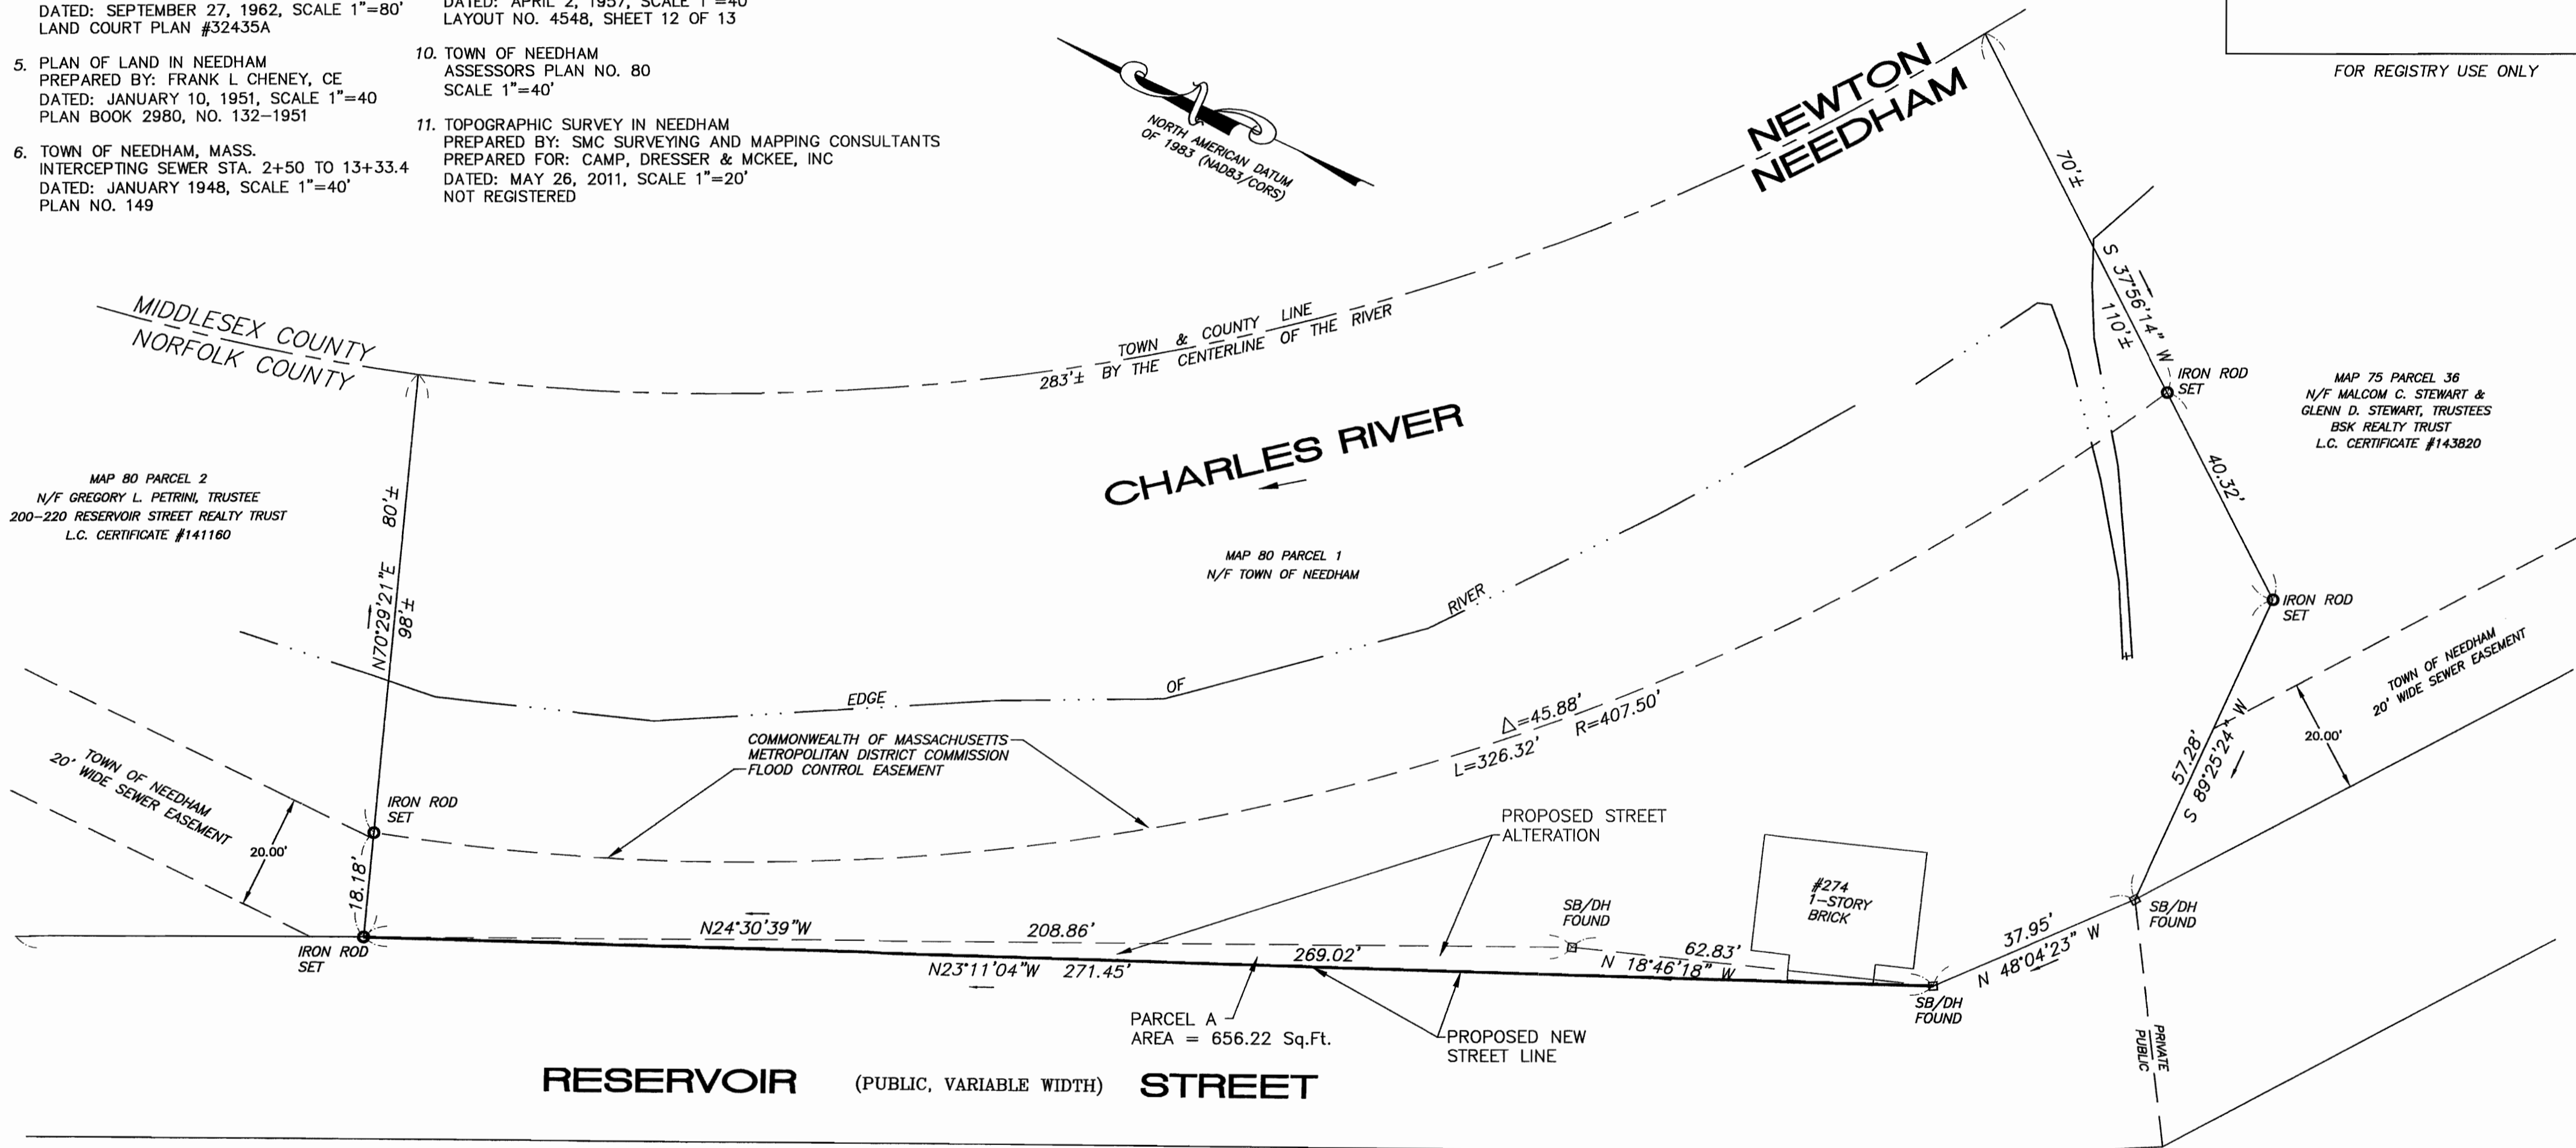 DATED: SEPTEMBER 27, 1962, SCALE 1"=80'
LAND COURT PLAN #32435A
5. PLAN OF LAND IN NEEDHAM
PREPARED BY: FRANK L CHENEY, CE
DATED: JANUARY 10, 1951, SCALE 1"=40
PLAN BOOK 2980, NO. 132-1951
6. TOWN OF NEEDHAM, MASS.
INTERCEPTING SEWER STA. 2+50 TO 13+33.4
DATED: JANUARY 1948, SCALE 1"=40'
PLAN NO. 149
DATED: APRIL 2, 1957, SCALE 1"=40'
LAYOUT NO. 4548, SHEET 12 OF 13
10. TOWN OF NEEDHAM
ASSESSORS PLAN NO. 80
SCALE 1"=40'
11. TOPOGRAPHIC SURVEY IN NEEDHAM
PREPARED BY: SMC SURVEYING AND MAPPING CONSULTANTS
PREPARED FOR: CAMP, DRESSER & MCKEE, INC
DATED: MAY 26, 2011, SCALE 1"=20'
NOT REGISTERED
N
NORTH AMERICAN DATUM
OF 1983 (NAD83/CORS)
NEWTON
NEEDHAM
FOR REGISTRY USE ONLY
70'±
S 37°56'14" W
110'±
IRON ROD
SET
MAP 75 PARCEL 36
N/F MALCOM C. STEWART &
GLENN D. STEWART, TRUSTEES
BSK REALTY TRUST
L.C. CERTIFICATE #143820
40.32'
IRON ROD
SET
MIDDLESEX COUNTY
NORFOLK COUNTY
TOWN & COUNTY LINE
283'± BY THE CENTERLINE OF THE RIVER
CHARLES RIVER
MAP 80 PARCEL 2
N/F GREGORY L. PETRINI, TRUSTEE
200-220 RESERVOIR STREET REALTY TRUST
L.C. CERTIFICATE #141160
80'±
N70°29'21"E
98'±
MAP 80 PARCEL 1
N/F TOWN OF NEEDHAM
EDGE
OF
RIVER
TOWN OF NEEDHAM
20' WIDE SEWER EASEMENT
20.00'
57.28'
S 89°25'24" W
Δ=45.88'
L=326.32'
R=407.50'
COMMONWEALTH OF MASSACHUSETTS
METROPOLITAN DISTRICT COMMISSION
FLOOD CONTROL EASEMENT
TOWN OF NEEDHAM
20' WIDE SEWER EASEMENT
20.00'
IRON ROD
SET
18.18'
IRON ROD
SET
PROPOSED STREET
ALTERATION
#274
1-STORY
BRICK
SB/DH
FOUND
SB/DH
FOUND
37.95'
N 48°04'23" W
N24°30'39"W
208.86'
N23°11'04"W 271.45'
269.02'
62.83'
N 18°46'18" W
SB/DH
FOUND
PARCEL A
AREA = 656.22 Sq.Ft.
PROPOSED NEW
STREET LINE
PRIVATE
PUBLIC
RESERVOIR (PUBLIC, VARIABLE WIDTH) STREET